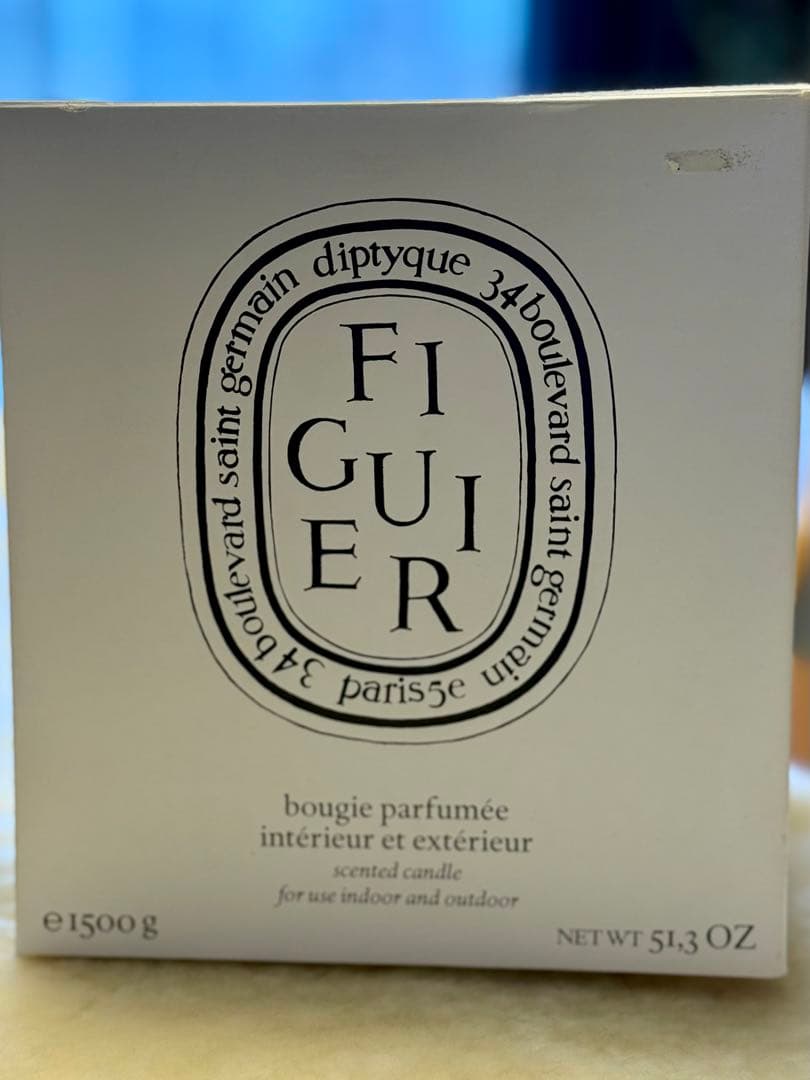 diptyque 34 boulevard saint germain paris 5e 34 boulevard saint germain
FI
GUI
ER
bougie parfumée
intérieur et extérieur
scented candle
for use indoor and outdoor
e 1500 g
NET WT 51,3 OZ